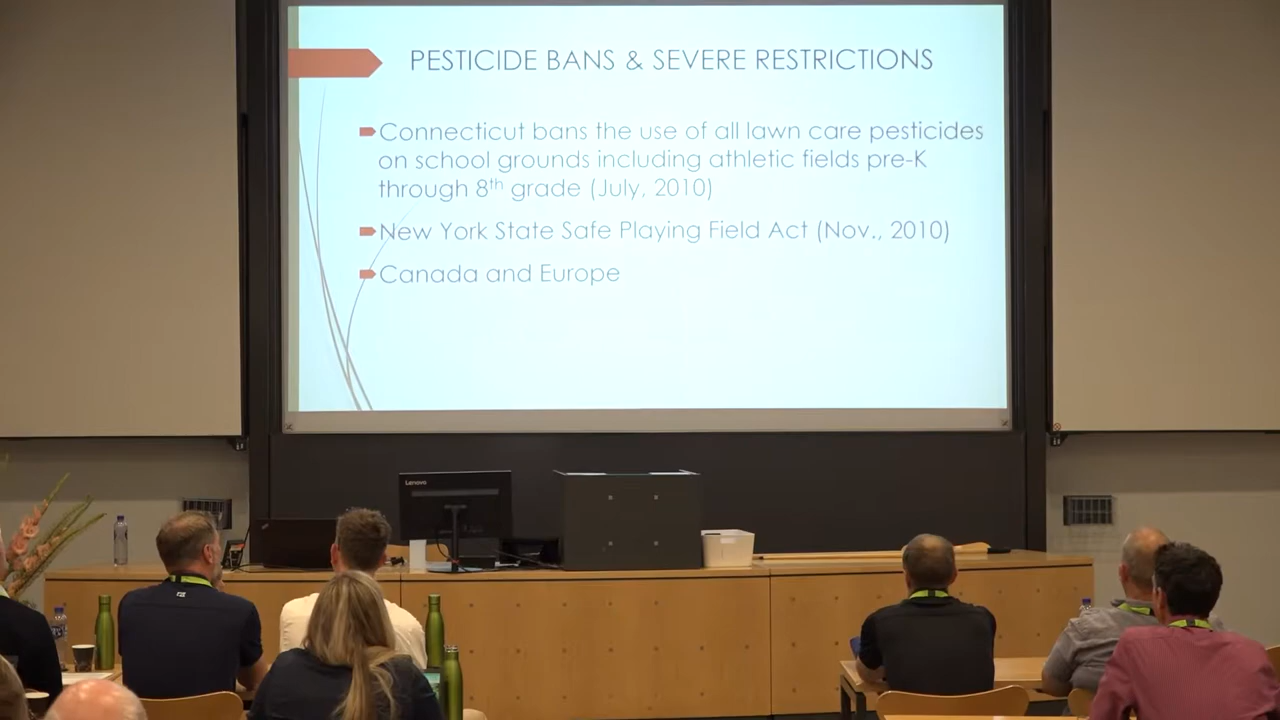 PESTICIDE BANS & SEVERE RESTRICTIONS
Connecticut bans the use of all lawn care pesticides
on school grounds including athletic fields pre-K
through 8th grade (July, 2010)
New York State Safe Playing Field Act (Nov., 2010)
Canada and Europe
Lenovo